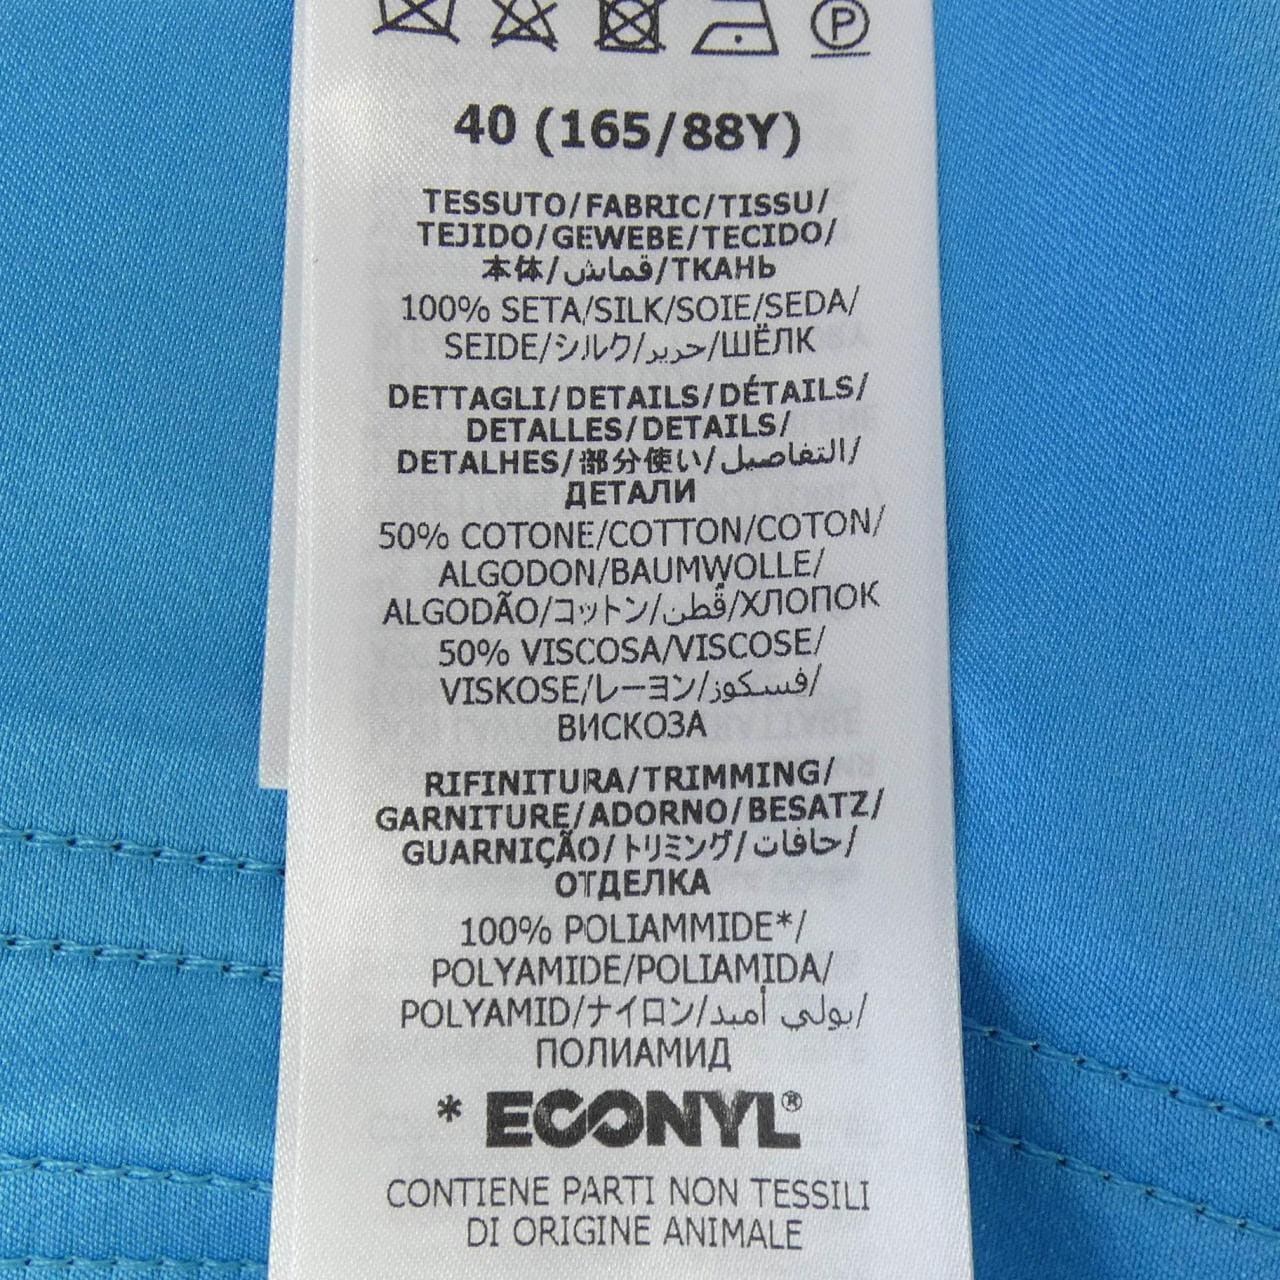 P
40 (165/88Y)
TESSUTO/FABRIC/TISSU/
TEJIDO/GEWEBE/TECIDO/
本体/قماش/ТКАНЬ
100% SETA/SILK/SOIE/SEDA/
SEIDE/シルク/حرير/ШЁЛК
DETTAGLI/DETAILS/DÉTAILS/
DETALLES/DETAILS/
DETALHES/部分使い/التفاصيل/
ДЕТАЛИ
50% COTONE/COTTON/COTON/
ALGODON/BAUMWOLLE/
ALGODÃO/コットン/قطن/ХЛОПОК
50% VISCOSA/VISCOSE/
VISKOSE/レーヨン/فسكوز/
ВИСКОЗА
RIFINITURA/TRIMMING/
GARNITURE/ADORNO/BESATZ/
GUARNIÇÃO/トリミング/حافات/
ОТДЕЛКА
100% POLIAMMIDE*/
POLYAMIDE/POLIAMIDA/
POLYAMID/ナイロン/بولي أميد/
ПОЛИАМИД
* ECONYL®
CONTIENE PARTI NON TESSILI
DI ORIGINE ANIMALE